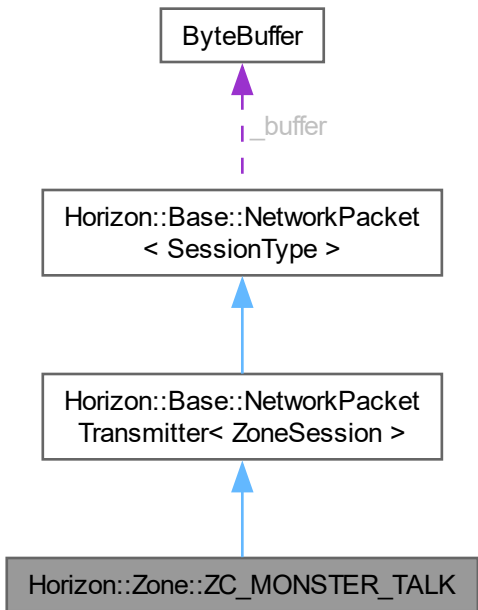 ByteBuffer
_buffer
Horizon::Base::NetworkPacket
< SessionType >
Horizon::Base::NetworkPacket
Transmitter< ZoneSession >
Horizon::Zone::ZC_MONSTER_TALK